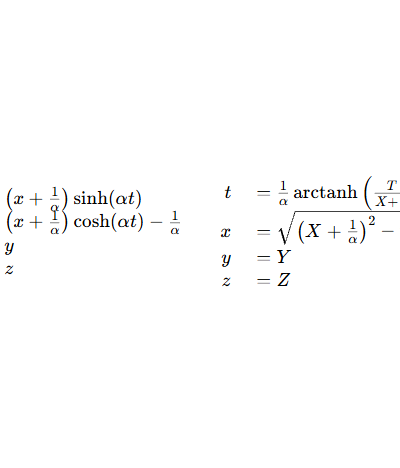 (x + 1/α) sinh(αt)
(x + 1/α) cosh(αt) − 1/α
y
z
t = 1/α arctanh ( T / X+
x = √ (X + 1/α)² −
y = Y
z = Z